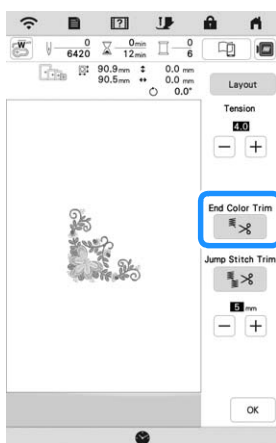 ?
W
0
6420
0min
12min
0
6
90.9mm
90.5mm
0.0 mm
0.0 mm
0.0°
Layout
Tension
4.0
− +
End Color Trim
Jump Stitch Trim
5 mm
− +
OK